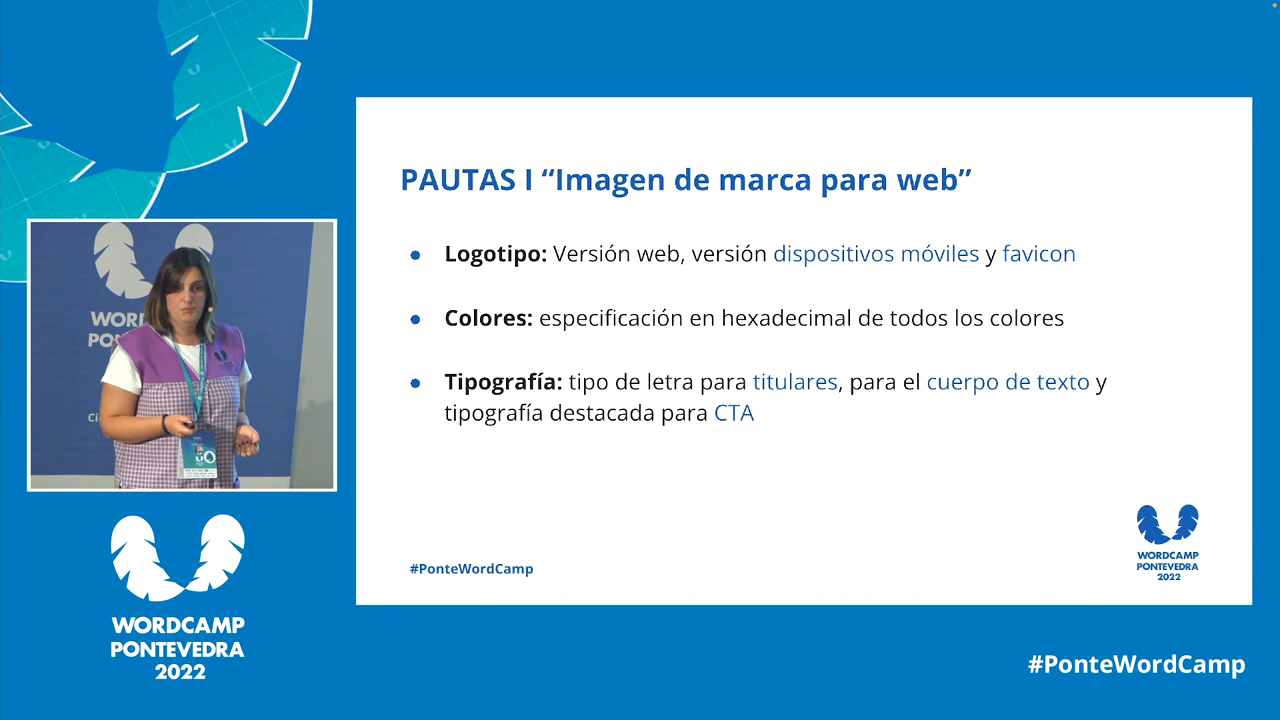 PAUTAS I “Imagen de marca para web”
● Logotipo: Versión web, versión dispositivos móviles y favicon
● Colores: especificación en hexadecimal de todos los colores
● Tipografía: tipo de letra para titulares, para el cuerpo de texto y
tipografía destacada para CTA
#PonteWordCamp
WORDCAMP
PONTEVEDRA
2022
WORDCAMP
PONTEVEDRA
2022
#PonteWordCamp